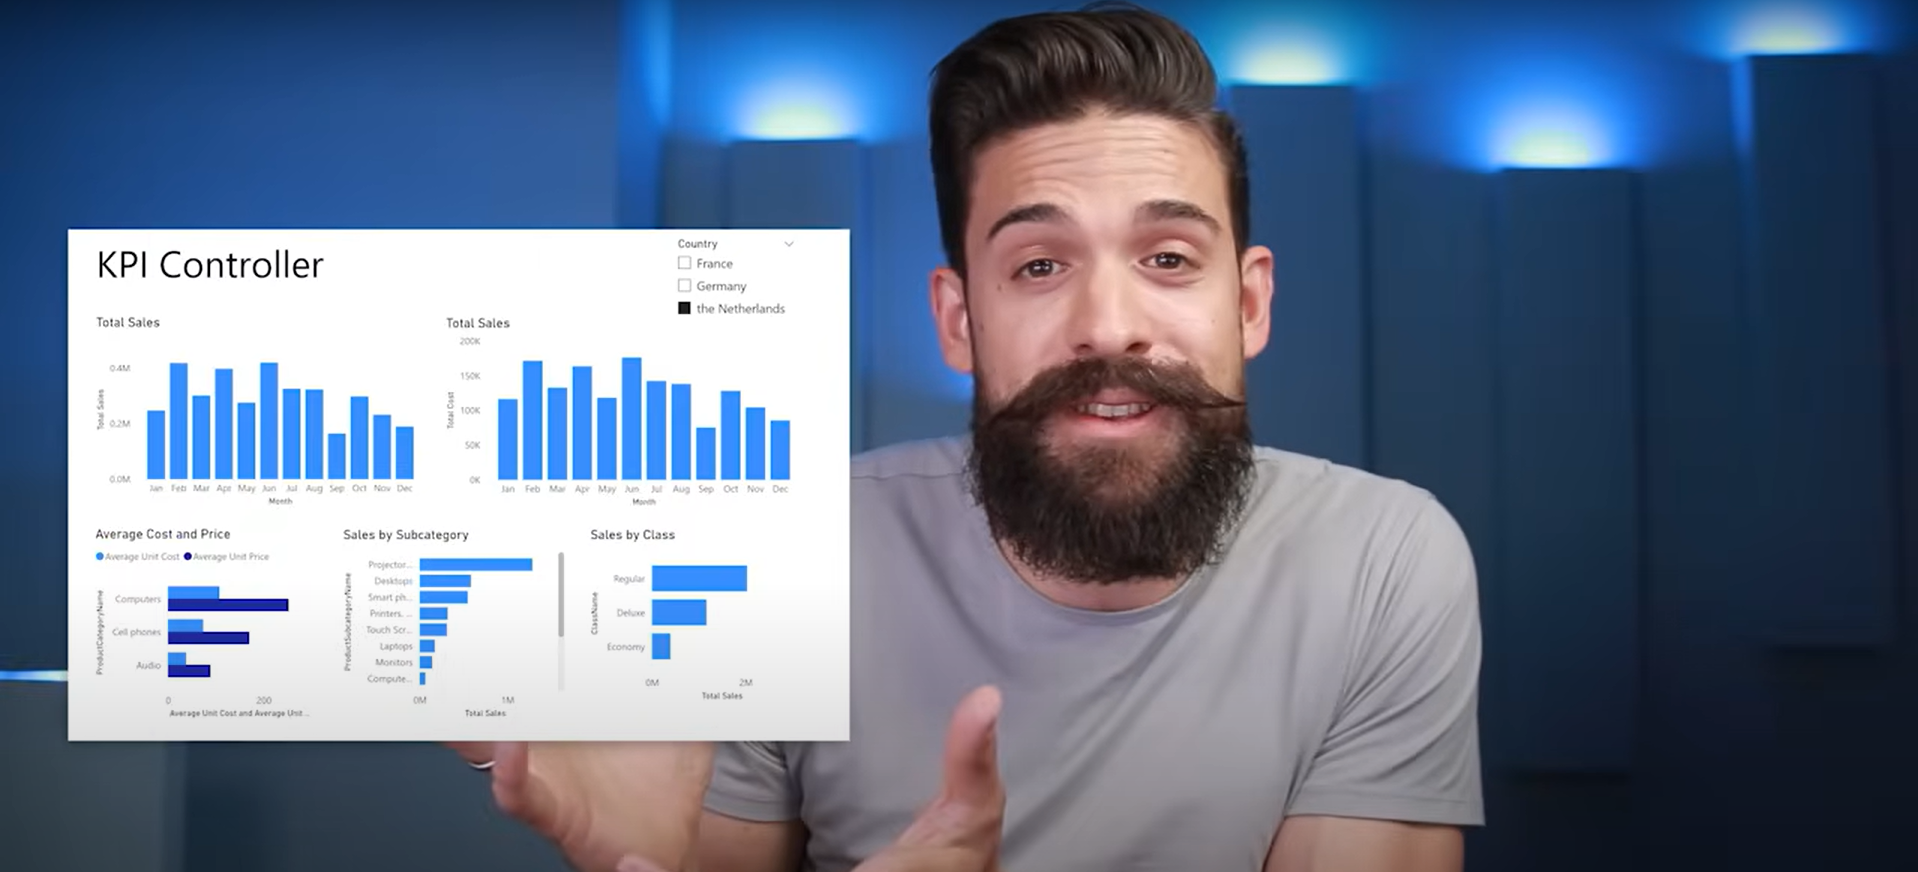 KPI Controller
Country
France
Germany
the Netherlands
Total Sales
0.4M
0.2M
0.0M
Total Sales
Jan Feb Mar Apr May Jun Jul Aug Sep Oct Nov Dec
Month
Total Sales
200K
150K
100K
50K
0K
Total Cost
Jan Feb Mar Apr May Jun Jul Aug Sep Oct Nov Dec
Month
Average Cost and Price
Average Unit Cost Average Unit Price
ProductCategoryName
Computers
Cell phones
Audio
0 200
Average Unit Cost and Average Unit...
Sales by Subcategory
ProductSubcategoryName
Projector...
Desktops
Smart ph...
Printers, ...
Touch Scr...
Laptops
Monitors
Compute...
0M 1M
Total Sales
Sales by Class
ClassName
Regular
Deluxe
Economy
0M 2M
Total Sales